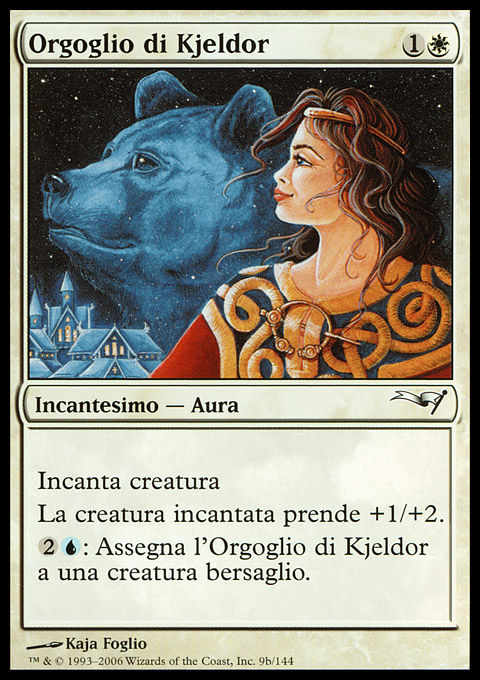 Orgoglio di Kjeldor 1
Incantesimo — Aura
Incanta creatura
La creatura incantata prende +1/+2.
2: Assegna l'Orgoglio di Kjeldor
a una creatura bersaglio.
Kaja Foglio
™ & © 1993–2006 Wizards of the Coast, Inc. 9b/144